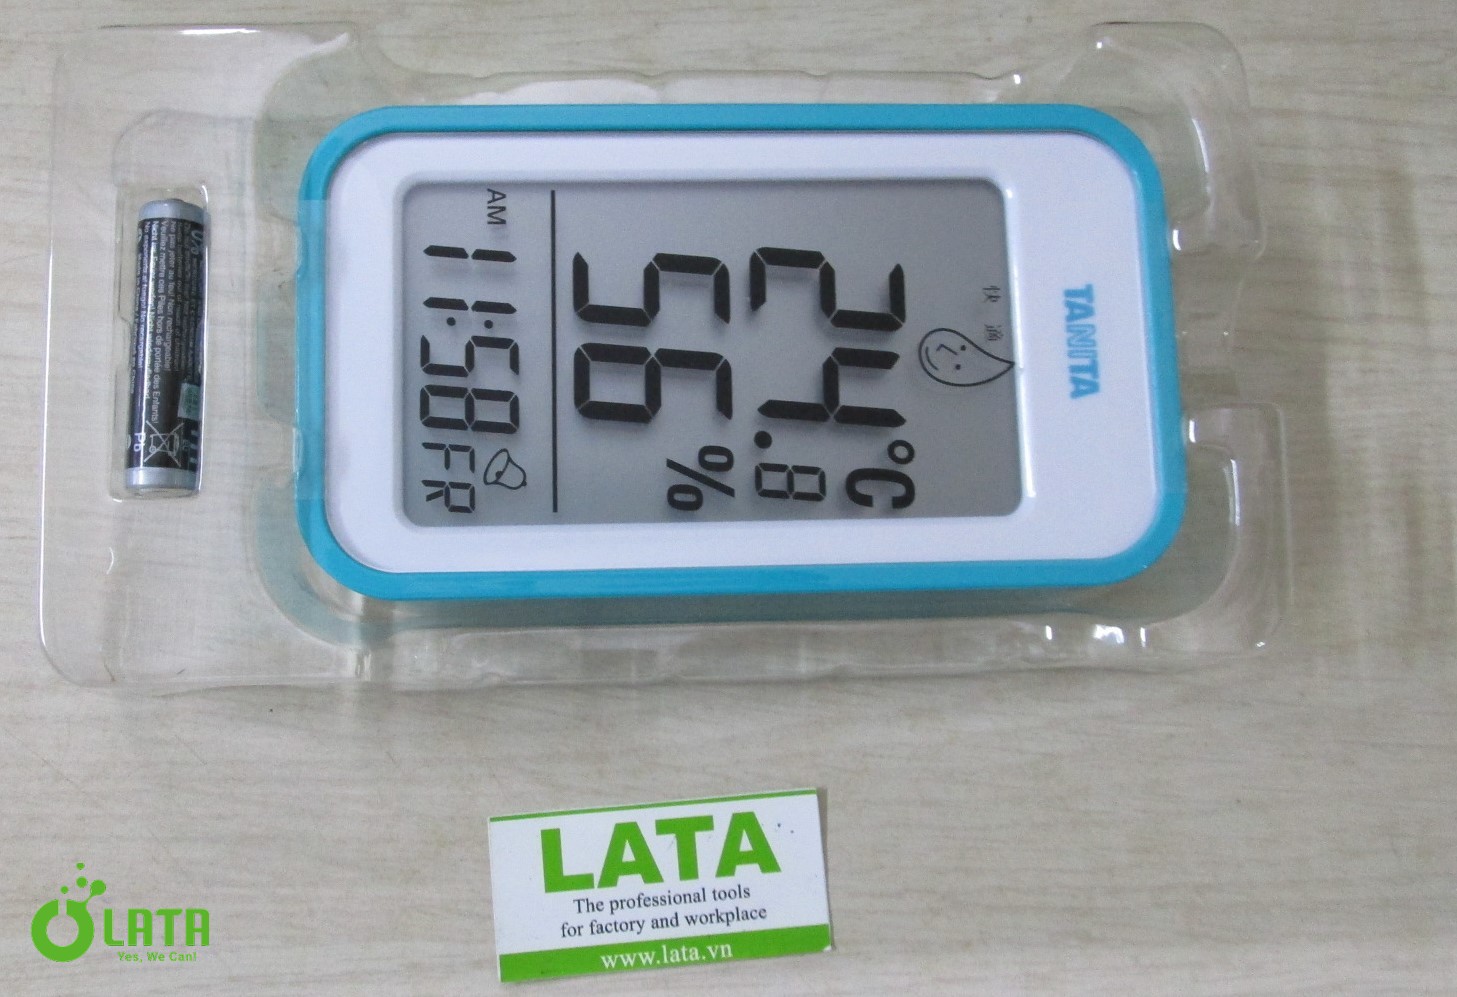 TANITA
快適
24.8°C
56%
AM 11:58 FR
Pb
LATA
The professional tools
for factory and workplace
www.lata.vn
LATA
Yes, We Can!